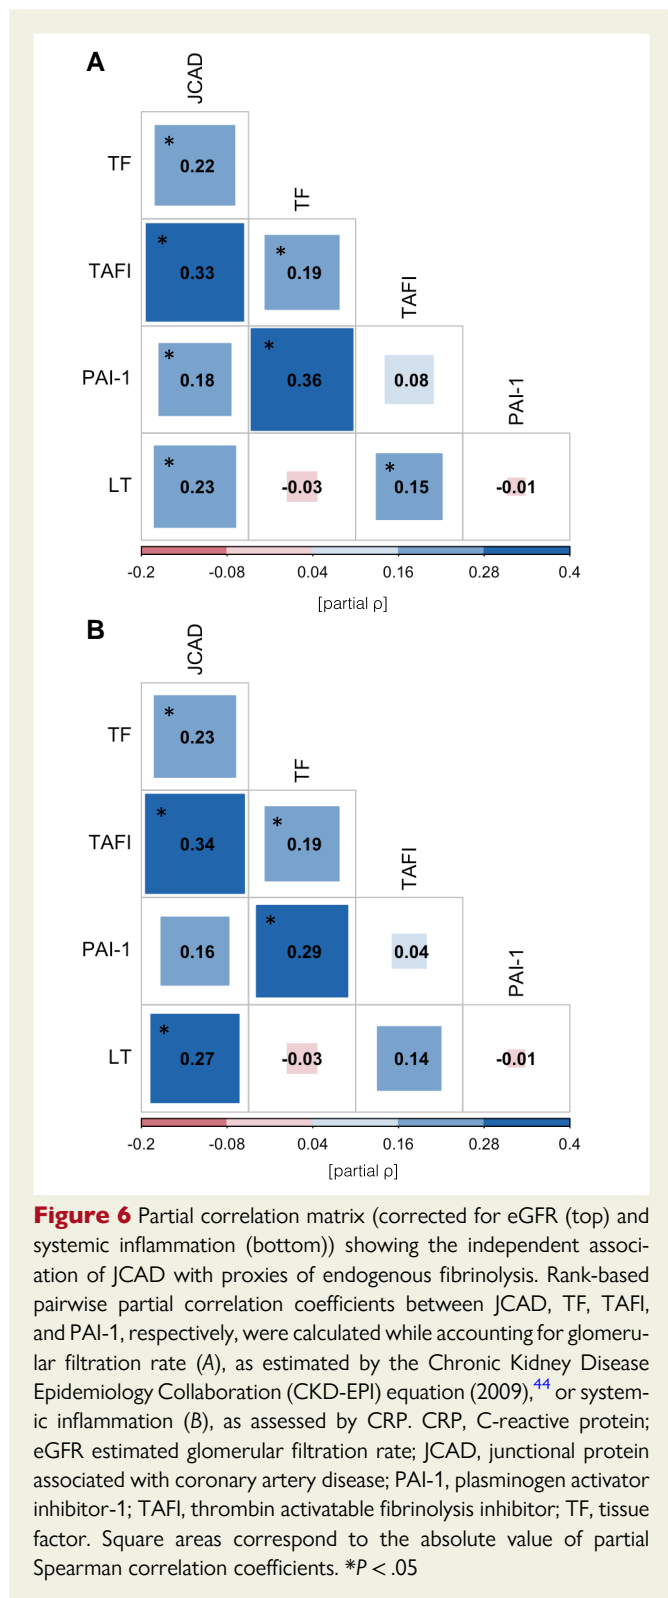 A
JCAD
TF
* 0.22
TF
TAFI
* 0.33
* 0.19
TAFI
PAI-1
* 0.18
* 0.36
0.08
PAI-1
LT
* 0.23
-0.03
* 0.15
-0.01
-0.2 -0.08 0.04 0.16 0.28 0.4
[partial ρ]
B
JCAD
TF
* 0.23
TF
TAFI
* 0.34
* 0.19
TAFI
PAI-1
0.16
* 0.29
0.04
PAI-1
LT
* 0.27
-0.03
0.14
-0.01
-0.2 -0.08 0.04 0.16 0.28 0.4
[partial ρ]
Figure 6 Partial correlation matrix (corrected for eGFR (top) and
systemic inflammation (bottom)) showing the independent associ-
ation of JCAD with proxies of endogenous fibrinolysis. Rank-based
pairwise partial correlation coefficients between JCAD, TF, TAFI,
and PAI-1, respectively, were calculated while accounting for glomeru-
lar filtration rate (A), as estimated by the Chronic Kidney Disease
Epidemiology Collaboration (CKD-EPI) equation (2009),44 or system-
ic inflammation (B), as assessed by CRP. CRP, C-reactive protein;
eGFR estimated glomerular filtration rate; JCAD, junctional protein
associated with coronary artery disease; PAI-1, plasminogen activator
inhibitor-1; TAFI, thrombin activatable fibrinolysis inhibitor; TF, tissue
factor. Square areas correspond to the absolute value of partial
Spearman correlation coefficients. *P < .05